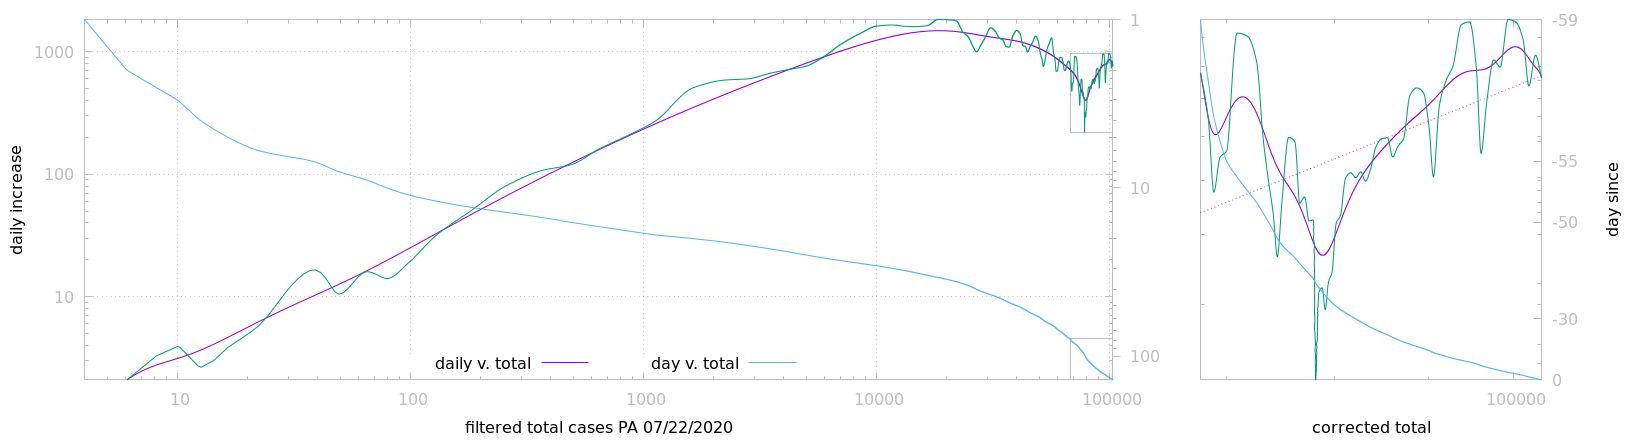 1000
100
10
daily increase
daily v. total
day v. total
10
100
1000
10000
100000
filtered total cases PA 07/22/2020
1
10
100
-59
-55
-50
-30
0
day since
100000
corrected total